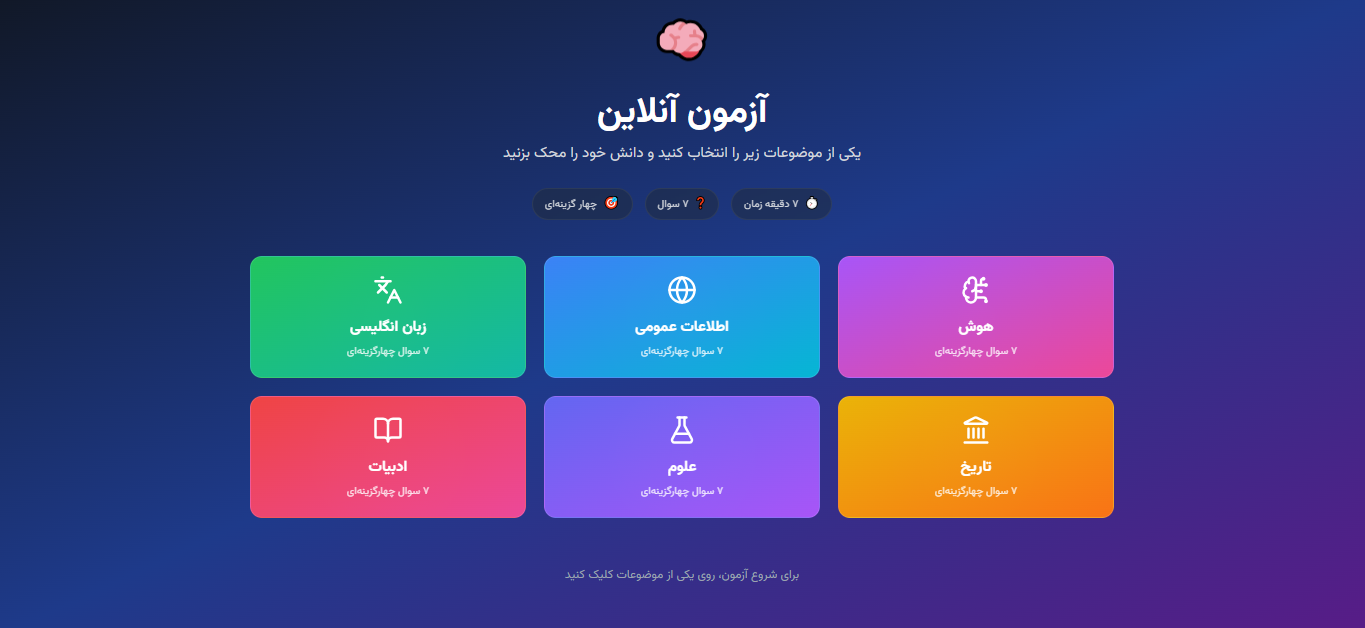 آزمون آنلاین
یکی از موضوعات زیر را انتخاب کنید و دانش خود را محک بزنید
۷ دقیقه زمان
۷ سوال
چهار گزینه‌ای
هوش
۷ سوال چهارگزینه‌ای
اطلاعات عمومی
۷ سوال چهارگزینه‌ای
زبان انگلیسی
۷ سوال چهارگزینه‌ای
تاریخ
۷ سوال چهارگزینه‌ای
علوم
۷ سوال چهارگزینه‌ای
ادبیات
۷ سوال چهارگزینه‌ای
برای شروع آزمون، روی یکی از موضوعات کلیک کنید